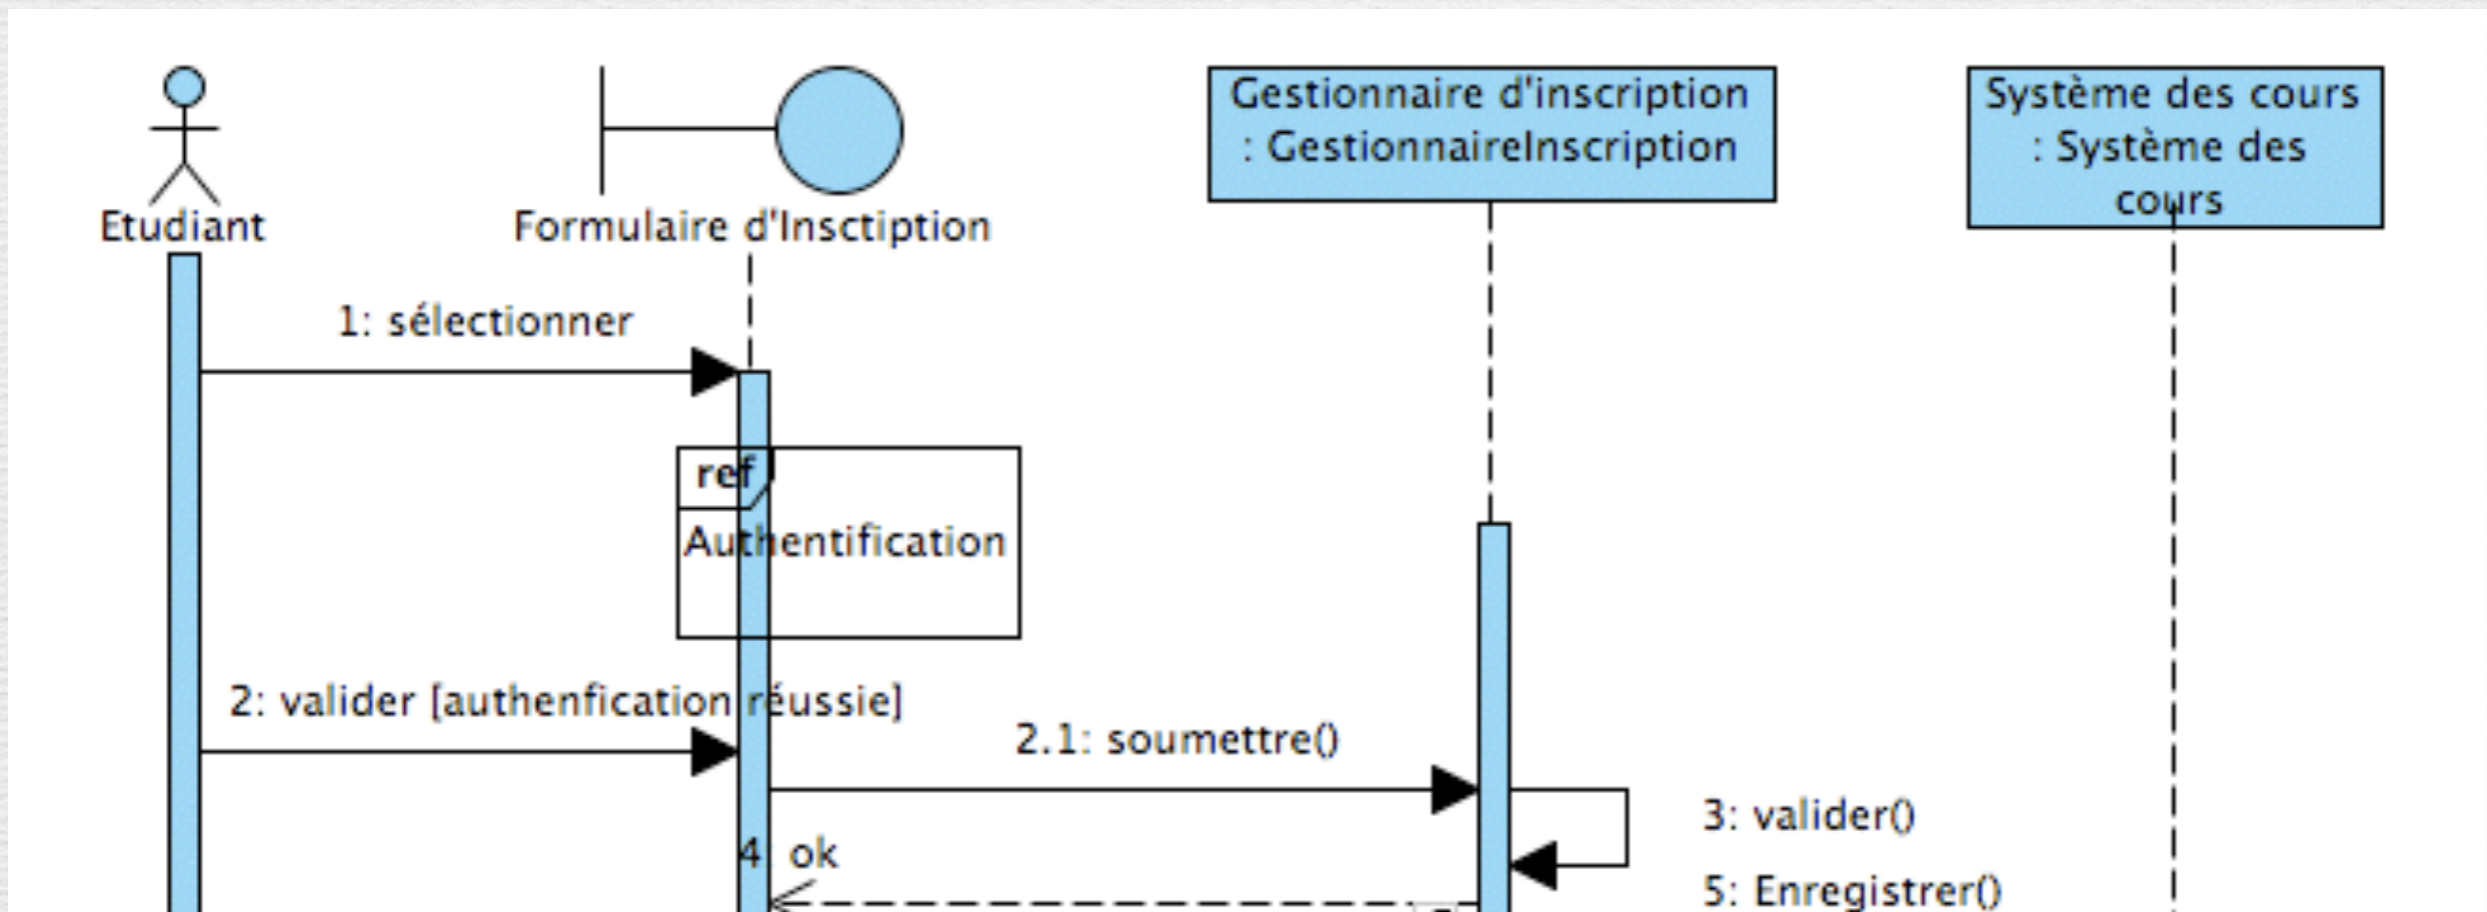 Etudiant
Formulaire d'Insctiption
Gestionnaire d'inscription
: GestionnaireInscription
Système des cours
: Système des
cours
1: sélectionner
ref
Authentification
2: valider [authenfication réussie]
2.1: soumettre()
3: valider()
4 ok
5: Enregistrer()